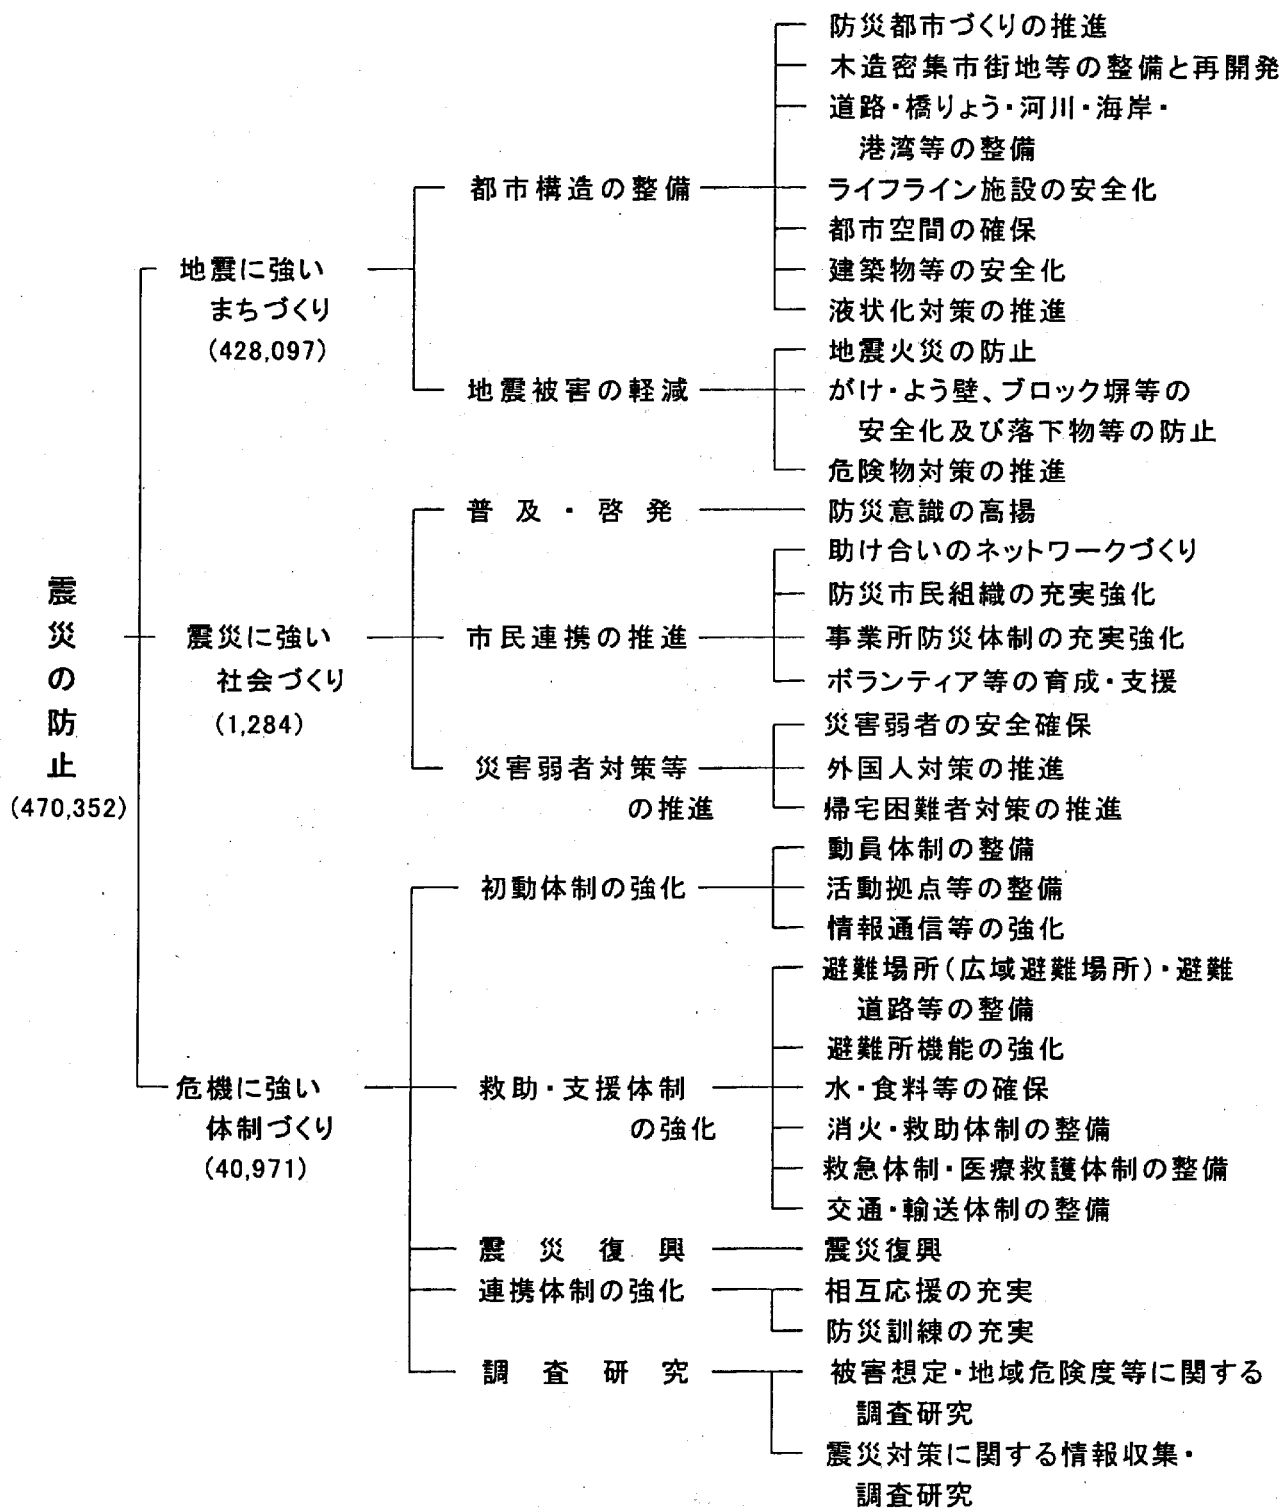 震災の防止
(470,352)
地震に強い
まちづくり
(428,097)
都市構造の整備
防災都市づくりの推進
木造密集市街地等の整備と再開発
道路・橋りょう・河川・海岸・
港湾等の整備
ライフライン施設の安全化
都市空間の確保
建築物等の安全化
液状化対策の推進
地震被害の軽減
地震火災の防止
がけ・よう壁、ブロック塀等の
安全化及び落下物等の防止
危険物対策の推進
震災に強い
社会づくり
(1,284)
普及・啓発
防災意識の高揚
市民連携の推進
助け合いのネットワークづくり
防災市民組織の充実強化
事業所防災体制の充実強化
ボランティア等の育成・支援
災害弱者対策等
の推進
災害弱者の安全確保
外国人対策の推進
帰宅困難者対策の推進
危機に強い
体制づくり
(40,971)
初動体制の強化
動員体制の整備
活動拠点等の整備
情報通信等の強化
救助・支援体制
の強化
避難場所(広域避難場所)・避難
道路等の整備
避難所機能の強化
水・食料等の確保
消火・救助体制の整備
救急体制・医療救護体制の整備
交通・輸送体制の整備
震災復興
震災復興
連携体制の強化
相互応援の充実
防災訓練の充実
調査研究
被害想定・地域危険度等に関する
調査研究
震災対策に関する情報収集・
調査研究